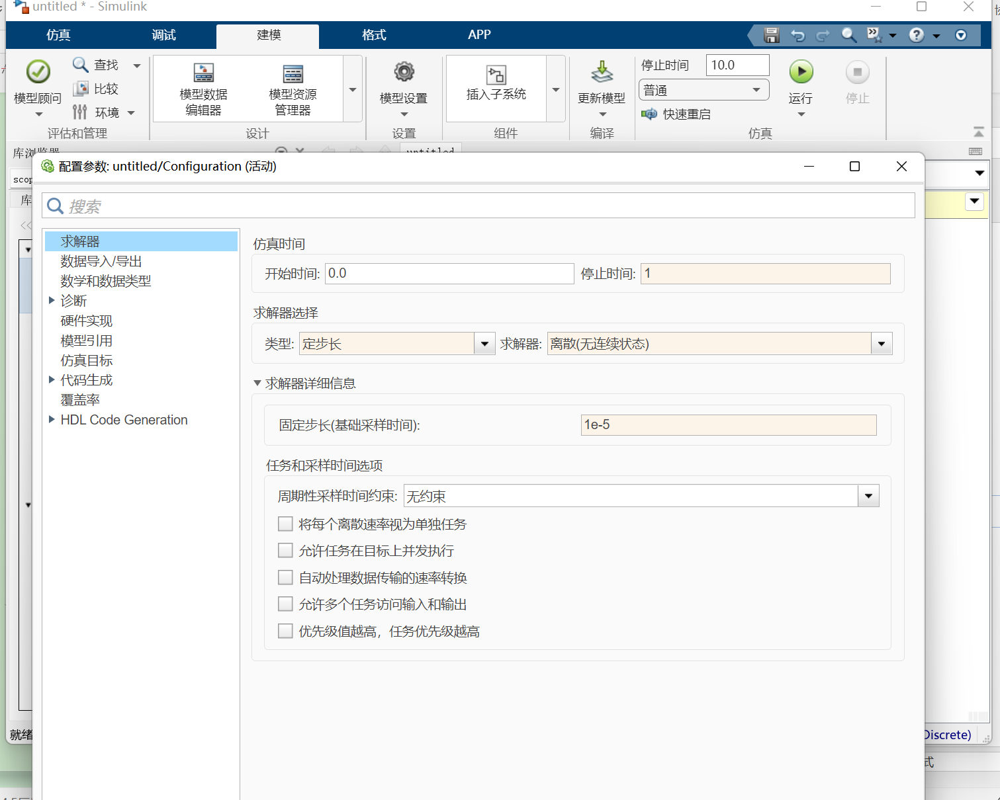 untitled * - Simulink
仿真 调试 建模 格式 APP
模型顾问
查找
比较
环境
评估和管理
模型数据
编辑器
模型资源
管理器
设计
模型设置
设置
插入子系统
组件
更新模型
编译
停止时间 10.0
普通
快速重启
运行
停止
仿真
库浏览器
untitled
scop
库
配置参数: untitled/Configuration (活动)
搜索
求解器
数据导入/导出
数学和数据类型
诊断
硬件实现
模型引用
仿真目标
代码生成
覆盖率
HDL Code Generation
仿真时间
开始时间: 0.0 停止时间: 1
求解器选择
类型: 定步长 求解器: 离散(无连续状态)
求解器详细信息
固定步长(基础采样时间): 1e-5
任务和采样时间选项
周期性采样时间约束: 无约束
将每个离散速率视为单独任务
允许任务在目标上并发执行
自动处理数据传输的速率转换
允许多个任务访问输入和输出
优先级值越高，任务优先级越高
就绪
Discrete)
式